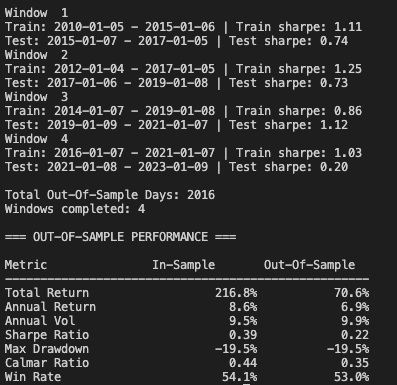 Window  1
Train: 2010-01-05 - 2015-01-06 | Train sharpe: 1.11
Test: 2015-01-07 - 2017-01-05 | Test sharpe: 0.74
Window  2
Train: 2012-01-04 - 2017-01-05 | Train sharpe: 1.25
Test: 2017-01-06 - 2019-01-08 | Test sharpe: 0.73
Window  3
Train: 2014-01-07 - 2019-01-08 | Train sharpe: 0.86
Test: 2019-01-09 - 2021-01-07 | Test sharpe: 1.12
Window  4
Train: 2016-01-07 - 2021-01-07 | Train sharpe: 1.03
Test: 2021-01-08 - 2023-01-09 | Test sharpe: 0.20
Total Out-Of-Sample Days: 2016
Windows completed: 4
=== OUT-OF-SAMPLE PERFORMANCE ===
Metric In-Sample Out-Of-Sample
--------------------------------------------------
Total Return 216.8% 70.6%
Annual Return 8.6% 6.9%
Annual Vol 9.5% 9.9%
Sharpe Ratio 0.39 0.22
Max Drawdown -19.5% -19.5%
Calmar Ratio 0.44 0.35
Win Rate 54.1% 53.0%